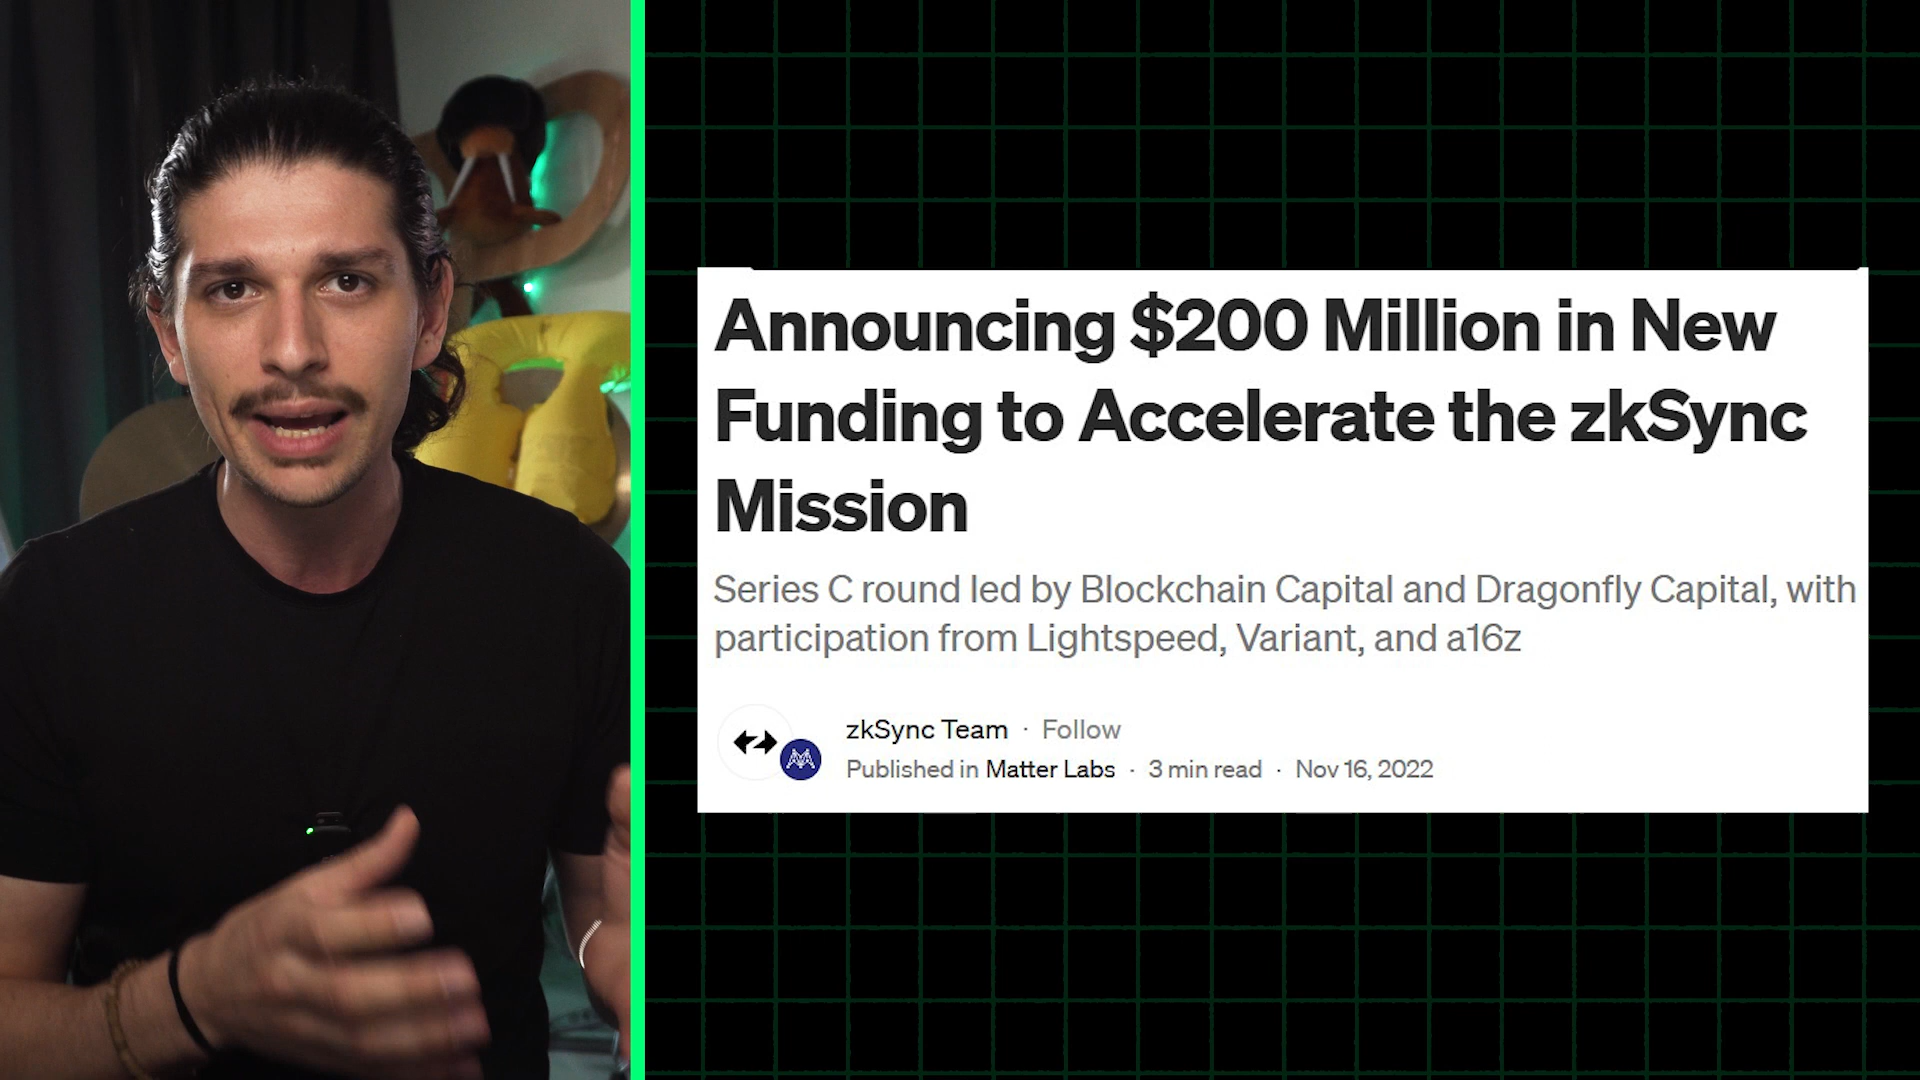 Announcing $200 Million in New
Funding to Accelerate the zkSync
Mission
Series C round led by Blockchain Capital and Dragonfly Capital, with
participation from Lightspeed, Variant, and a16z
zkSync Team · Follow
Published in Matter Labs · 3 min read · Nov 16, 2022